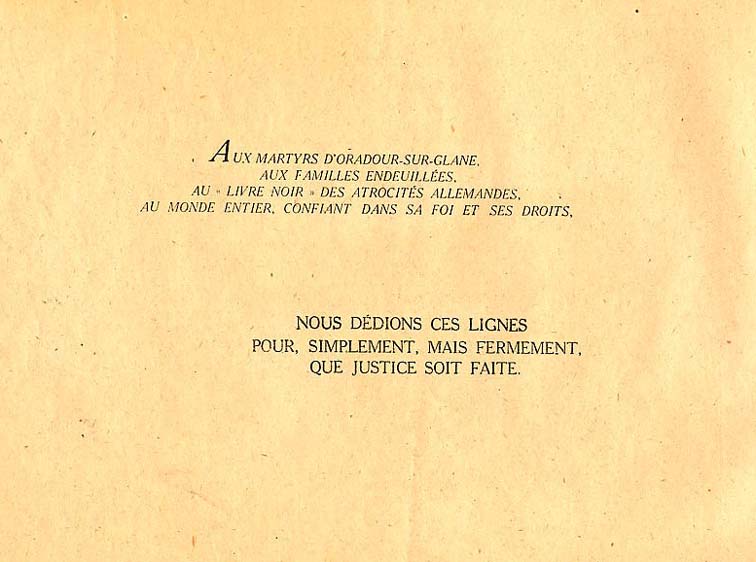 AUX MARTYRS D'ORADOUR-SUR-GLANE,
AUX FAMILLES ENDEUILLÉES,
AU « LIVRE NOIR » DES ATROCITÉS ALLEMANDES,
AU MONDE ENTIER, CONFIANT DANS SA FOI ET SES DROITS,
NOUS DÉDIONS CES LIGNES
POUR, SIMPLEMENT, MAIS FERMEMENT,
QUE JUSTICE SOIT FAITE.